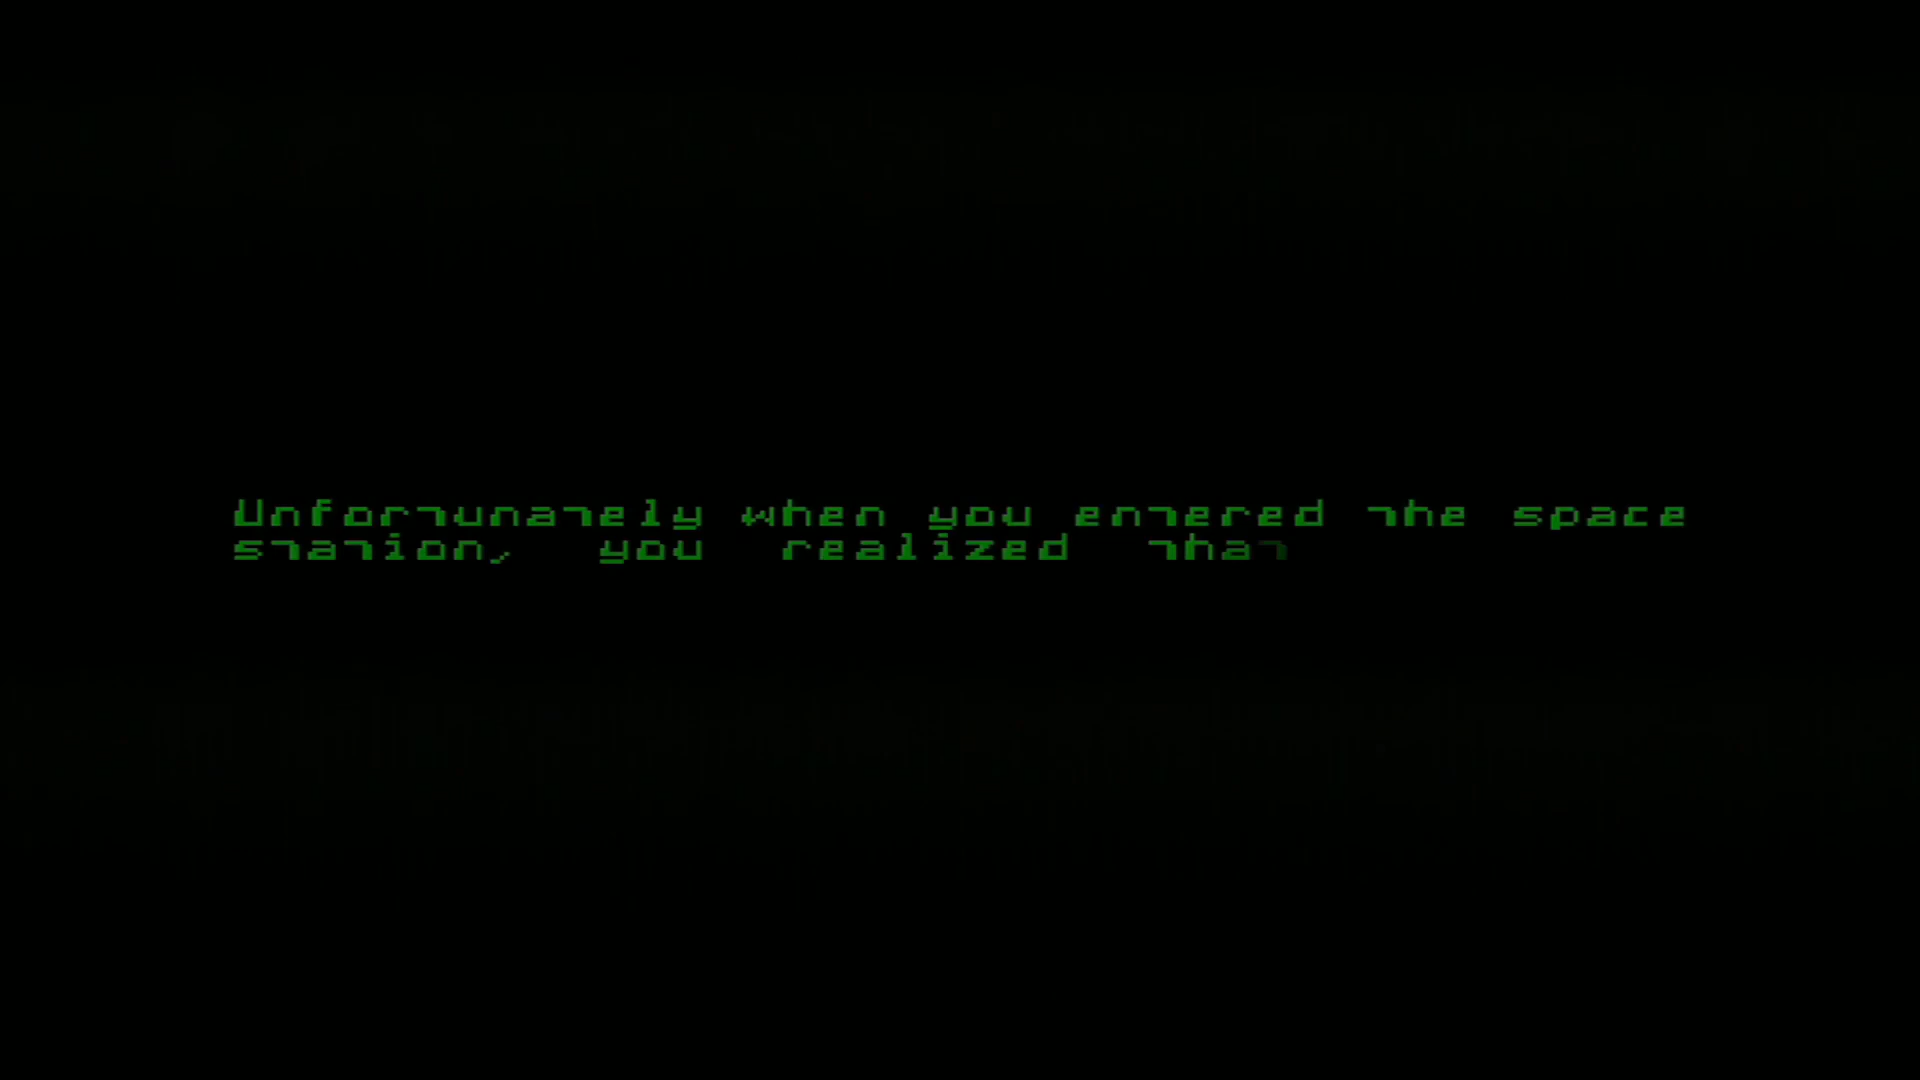 Unfortunately when you entered the space
station, you realized that